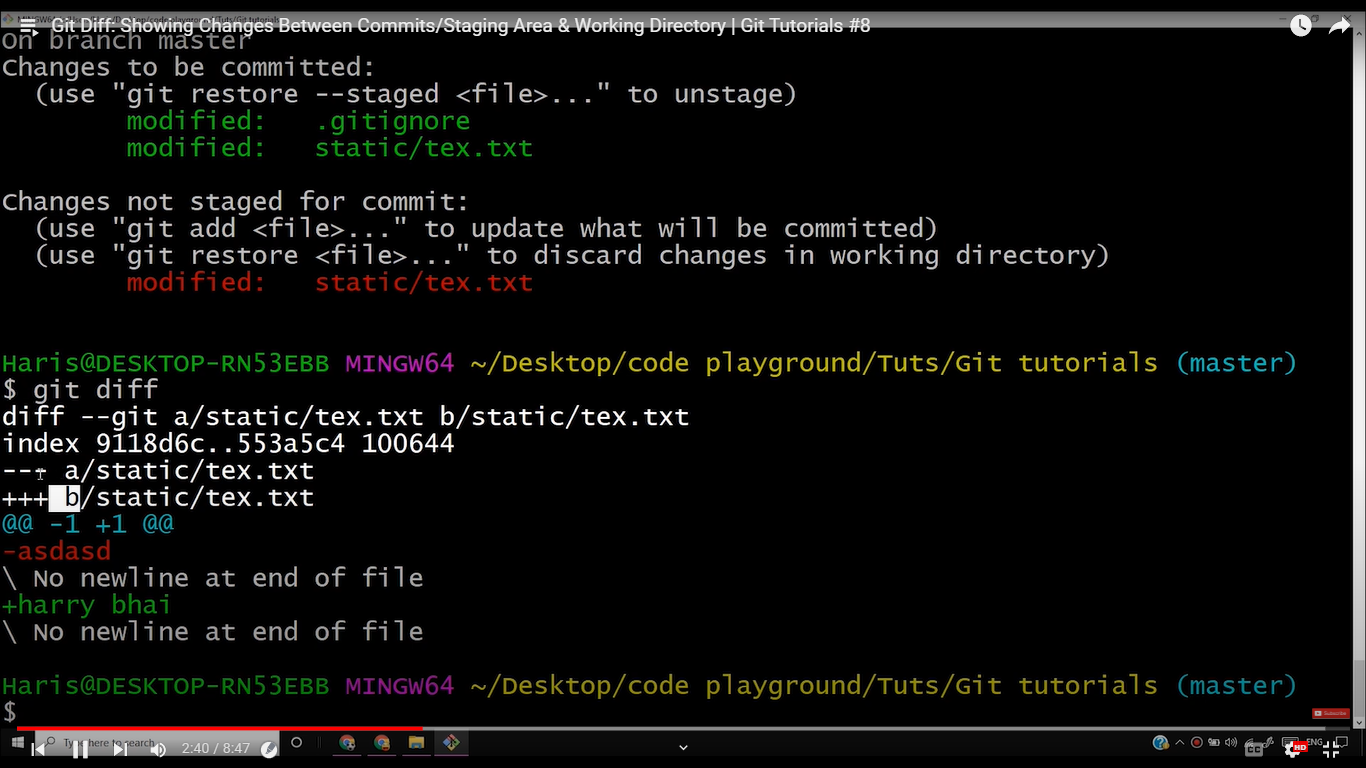 Git Diff: Showing Changes Between Commits/Staging Area & Working Directory | Git Tutorials #8
on branch master
Changes to be committed:
(use "git restore --staged <file>..." to unstage)
modified: .gitignore
modified: static/tex.txt
Changes not staged for commit:
(use "git add <file>..." to update what will be committed)
(use "git restore <file>..." to discard changes in working directory)
modified: static/tex.txt
Haris@DESKTOP-RN53EBB MINGW64 ~/Desktop/code playground/Tuts/Git tutorials (master)
$ git diff
diff --git a/static/tex.txt b/static/tex.txt
index 9118d6c..553a5c4 100644
--- a/static/tex.txt
+++ b/static/tex.txt
@@ -1 +1 @@
-asdasd
\ No newline at end of file
+harry bhai
\ No newline at end of file
Haris@DESKTOP-RN53EBB MINGW64 ~/Desktop/code playground/Tuts/Git tutorials (master)
$
Subscribe
Type here to search
2:40 / 8:47
CC
HD
ENG